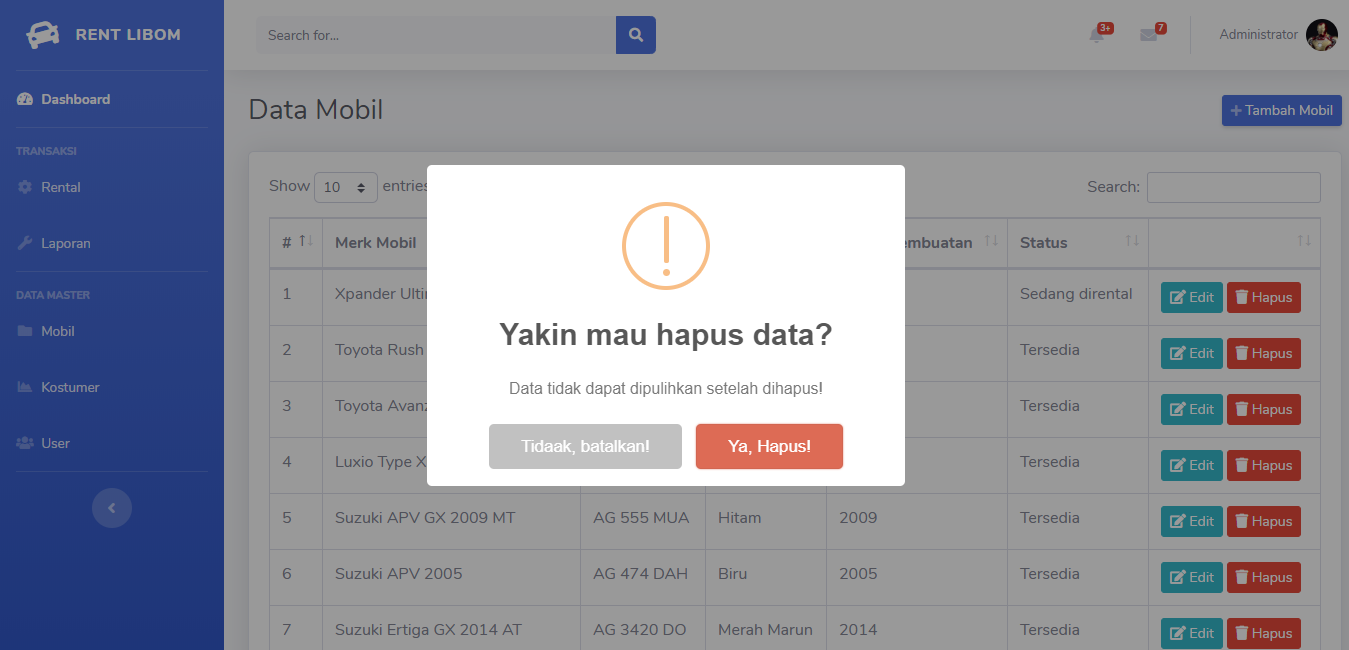 RENT LIBOM
Search for...
3+
7
Administrator
Dashboard
TRANSAKSI
Rental
Laporan
DATA MASTER
Mobil
Kostumer
User
Data Mobil
Tambah Mobil
Show 10 entries
Search:
# Merk Mobil embuatan Status
1 Xpander Ulti Sedang dirental Edit Hapus
2 Toyota Rush Tersedia Edit Hapus
3 Toyota Avanz Tersedia Edit Hapus
4 Luxio Type X Tersedia Edit Hapus
5 Suzuki APV GX 2009 MT AG 555 MUA Hitam 2009 Tersedia Edit Hapus
6 Suzuki APV 2005 AG 474 DAH Biru 2005 Tersedia Edit Hapus
7 Suzuki Ertiga GX 2014 AT AG 3420 DO Merah Marun 2014 Tersedia Edit Hapus
Yakin mau hapus data?
Data tidak dapat dipulihkan setelah dihapus!
Tidaak, batalkan! Ya, Hapus!